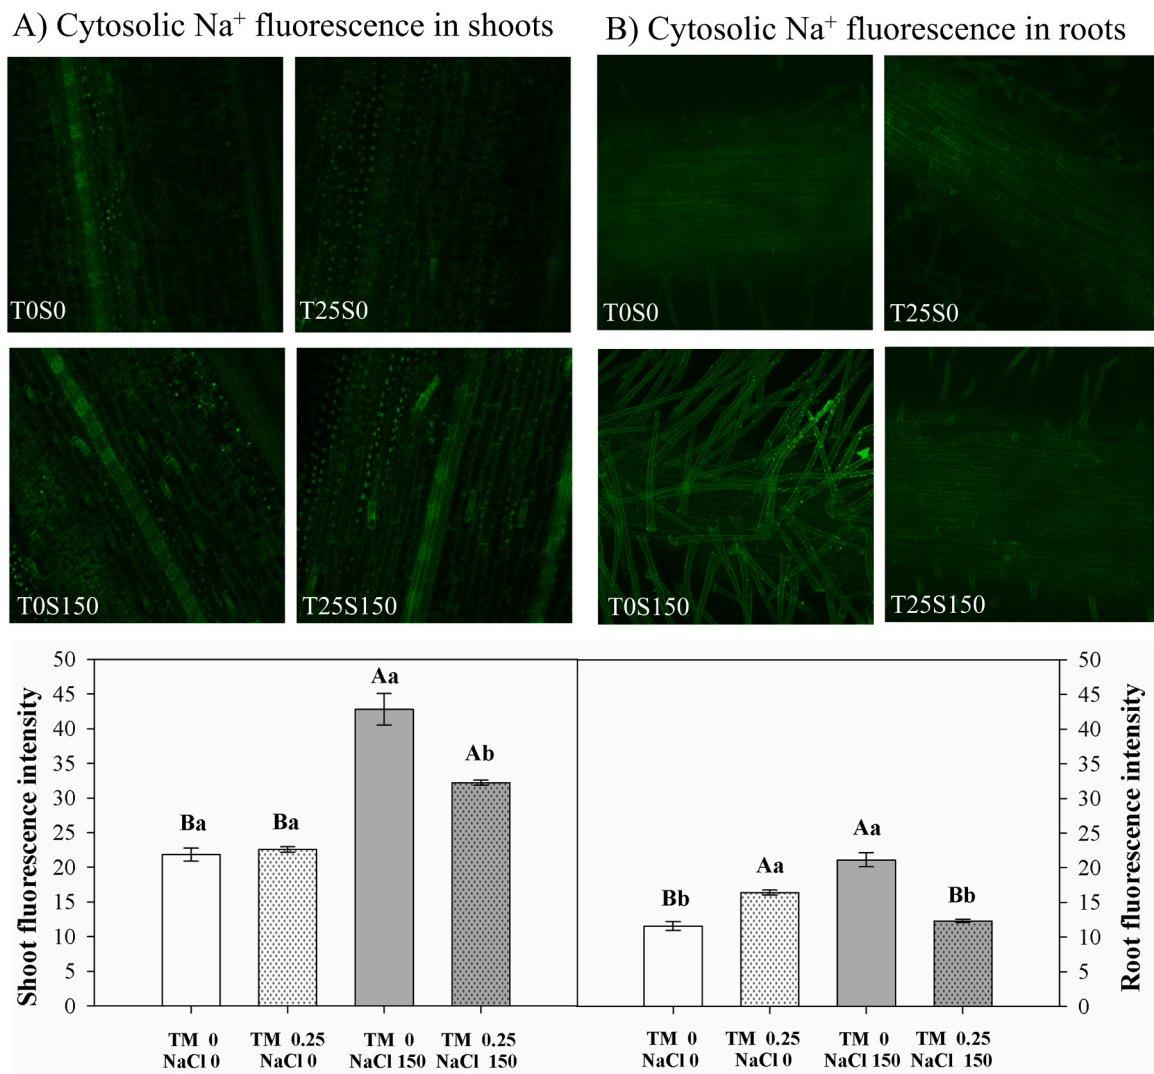 A) Cytosolic Na⁺ fluorescence in shoots
B) Cytosolic Na⁺ fluorescence in roots
T0S0
T25S0
T0S0
T25S0
T0S150
T25S150
T0S150
T25S150
Shoot fluorescence intensity
50
45
40
35
30
25
20
15
10
5
0
Ba
Ba
Aa
Ab
TM 0
NaCl 0
TM 0.25
NaCl 0
TM 0
NaCl 150
TM 0.25
NaCl 150
Bb
Aa
Aa
Bb
TM 0
NaCl 0
TM 0.25
NaCl 0
TM 0
NaCl 150
TM 0.25
NaCl 150
50
45
40
35
30
25
20
15
10
5
0
Root fluorescence intensity